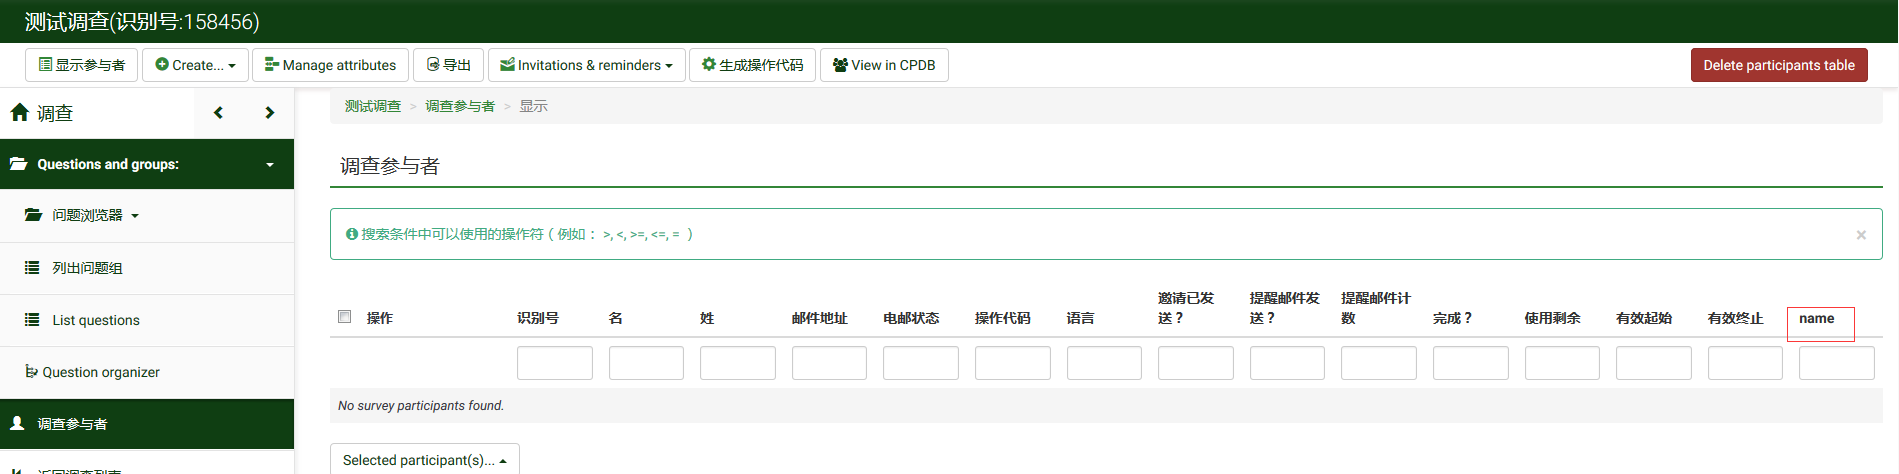 测试调查(识别号:158456)
显示参与者 Create... Manage attributes 导出 Invitations & reminders 生成操作代码 View in CPDB Delete participants table
调查
测试调查 > 调查参与者 > 显示
Questions and groups:
调查参与者
问题浏览器
搜索条件中可以使用的操作符（例如： >, <, >=, <=, = ）
×
列出问题组
操作 识别号 名 姓 邮件地址 电邮状态 操作代码 语言 邀请已发送？ 提醒邮件发送？ 提醒邮件计数 完成？ 使用剩余 有效起始 有效终止 name
List questions
Question organizer
No survey participants found.
调查参与者
Selected participant(s)...
返回调查列表